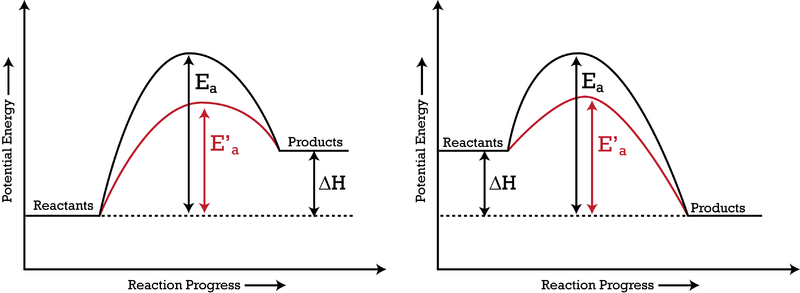 Potential Energy
Reactants
Products
Eₐ
E'ₐ
ΔH
Reaction Progress
Potential Energy
Reactants
Products
Eₐ
E'ₐ
ΔH
Reaction Progress